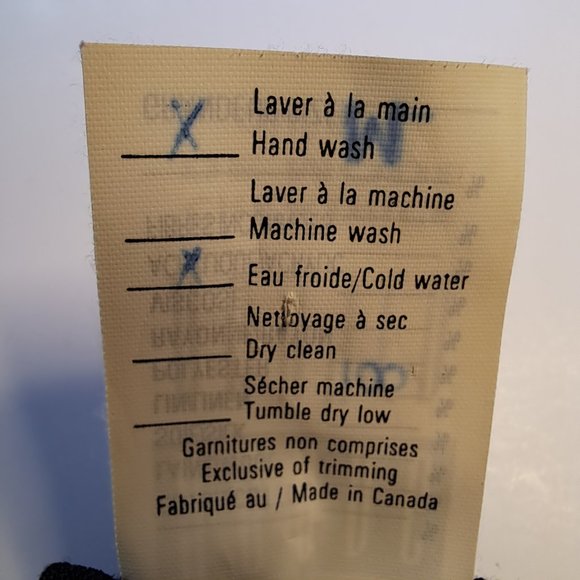 Laver à la main
X Hand wash
Laver à la machine
Machine wash
X Eau froide/Cold water
Nettoyage à sec
Dry clean
Sécher machine
Tumble dry low
Garnitures non comprises
Exclusive of trimming
Fabriqué au / Made in Canada